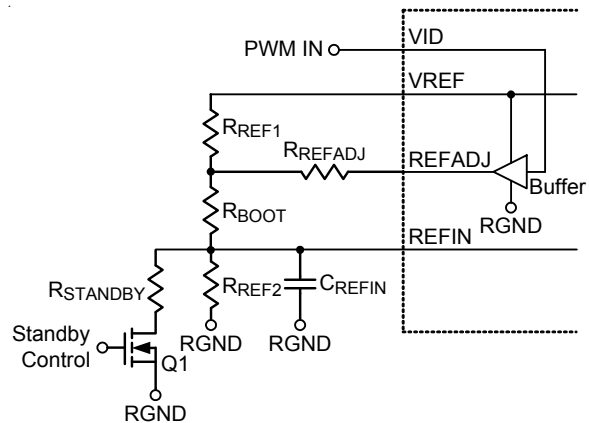 PWM IN
VID
VREF
RREF1
RREFADJ
REFADJ
Buffer
RGND
RBOOT
REFIN
RSTANDBY
RREF2
CREFIN
Standby
Control
Q1
RGND
RGND
RGND